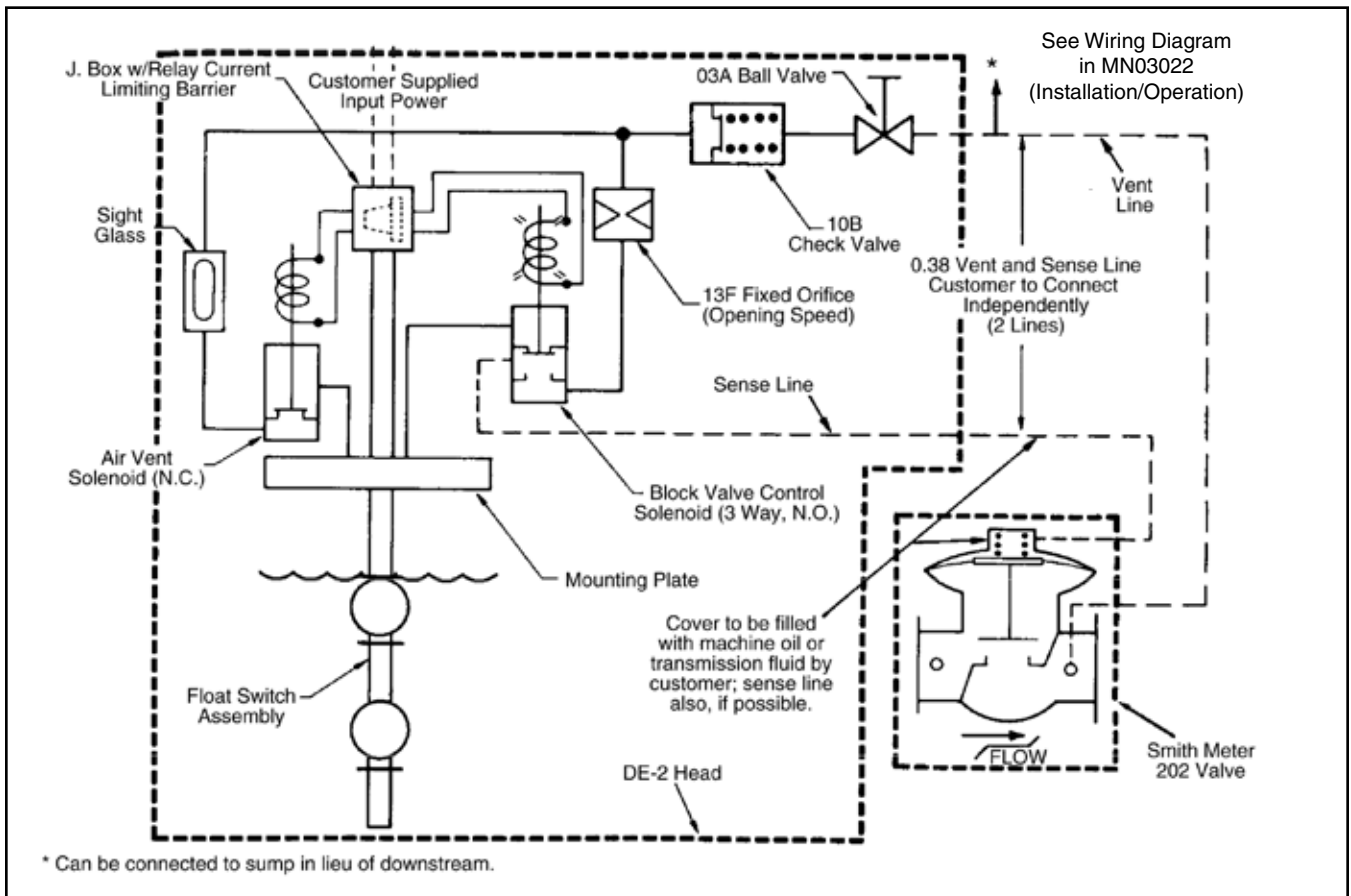 See Wiring Diagram
in MN03022
(Installation/Operation)
*
J. Box w/Relay Current
Limiting Barrier
Customer Supplied
Input Power
03A Ball Valve
Vent
Line
Sight
Glass
10B
Check Valve
0.38 Vent and Sense Line
Customer to Connect
Independently
(2 Lines)
13F Fixed Orifice
(Opening Speed)
Sense Line
Air Vent
Solenoid (N.C.)
Block Valve Control
Solenoid (3 Way, N.O.)
Mounting Plate
Cover to be filled
with machine oil or
transmission fluid by
customer; sense line
also, if possible.
Float Switch
Assembly
FLOW
Smith Meter
202 Valve
DE-2 Head
* Can be connected to sump in lieu of downstream.